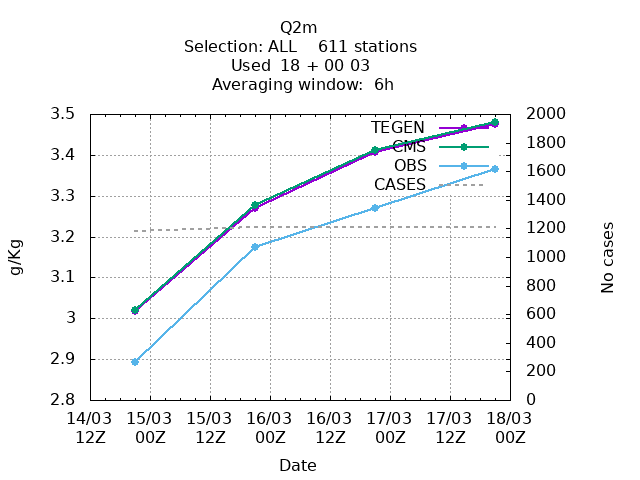 Q2m
Selection: ALL    611 stations
Used 18 + 00 03
Averaging window:  6h
3.5
3.4
3.3
3.2
3.1
3
2.9
2.8
g/Kg
TEGEN
CMS
OBS
CASES
2000
1800
1600
1400
1200
1000
800
600
400
200
0
No cases
14/03 15/03 15/03 16/03 16/03 17/03 17/03 18/03
12Z 00Z 12Z 00Z 12Z 00Z 12Z 00Z
Date